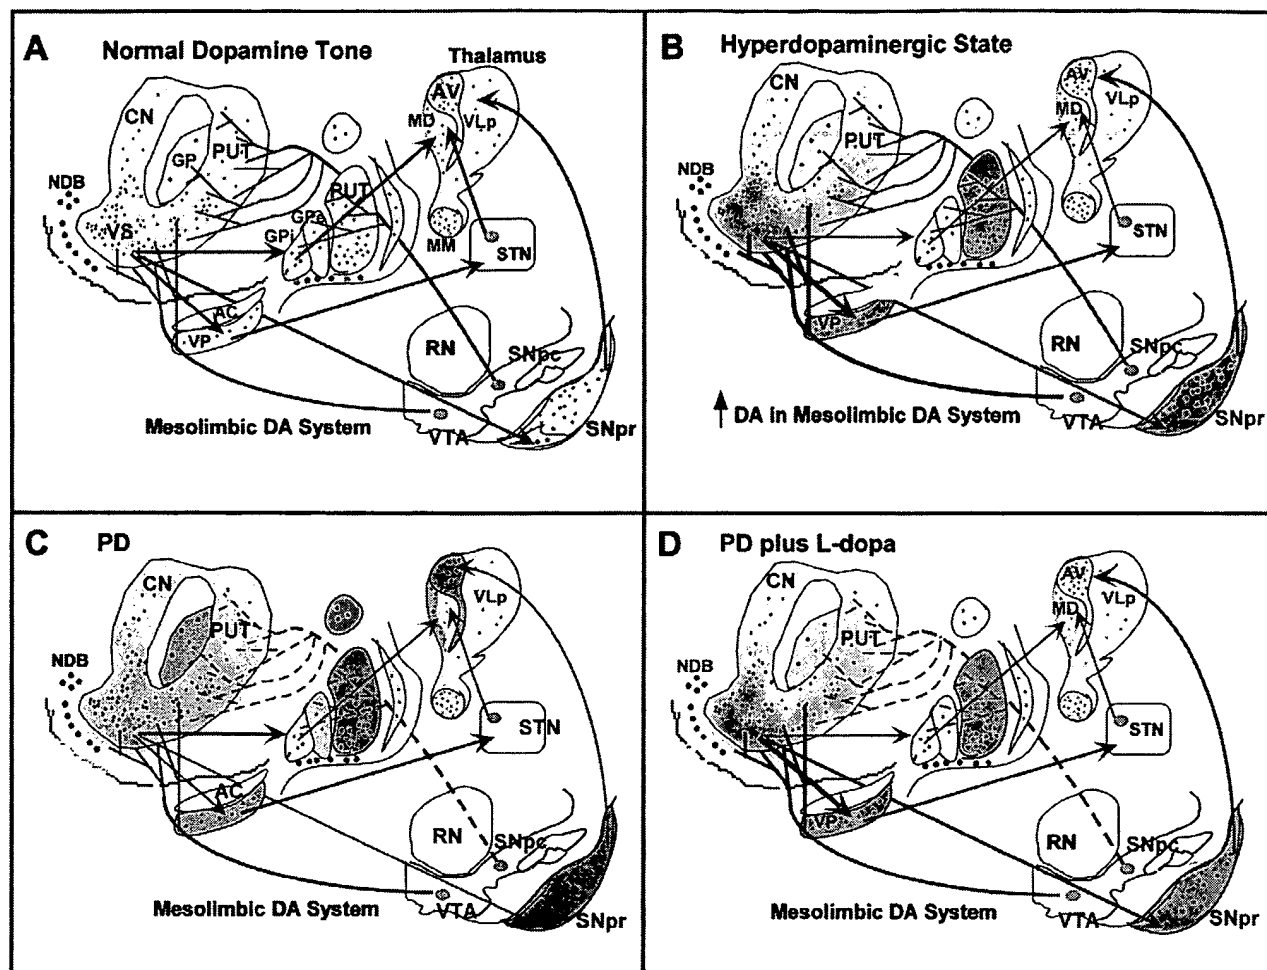 A Normal Dopamine Tone
Thalamus
CN
AV
MD
VLp
GP
PUT
NDB
PUT
GPe
GPi
VS
MM
STN
AC
VP
RN
SNpc
Mesolimbic DA System
VTA
SNpr
B Hyperdopaminergic State
CN
AV
MD
VLp
PUT
NDB
STN
VP
RN
SNpc
↑ DA in Mesolimbic DA System
VTA
SNpr
C PD
CN
VLp
PUT
NDB
STN
AC
RN
SNpc
Mesolimbic DA System
VTA
SNpr
D PD plus L-dopa
CN
AV
MD
VLp
PUT
NDB
STN
VP
RN
SNpc
Mesolimbic DA System
VTA
SNpr